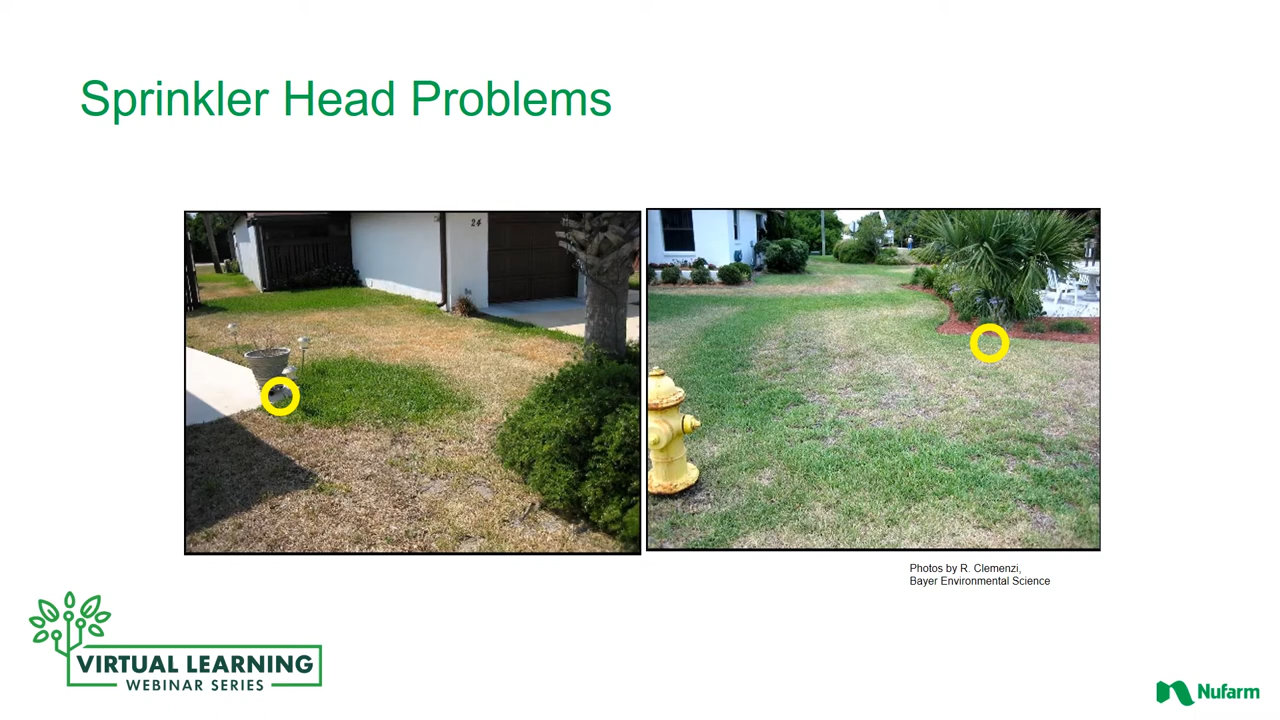 Sprinkler Head Problems
24
Photos by R. Clemenzi,
Bayer Environmental Science
VIRTUAL LEARNING
WEBINAR SERIES
Nufarm